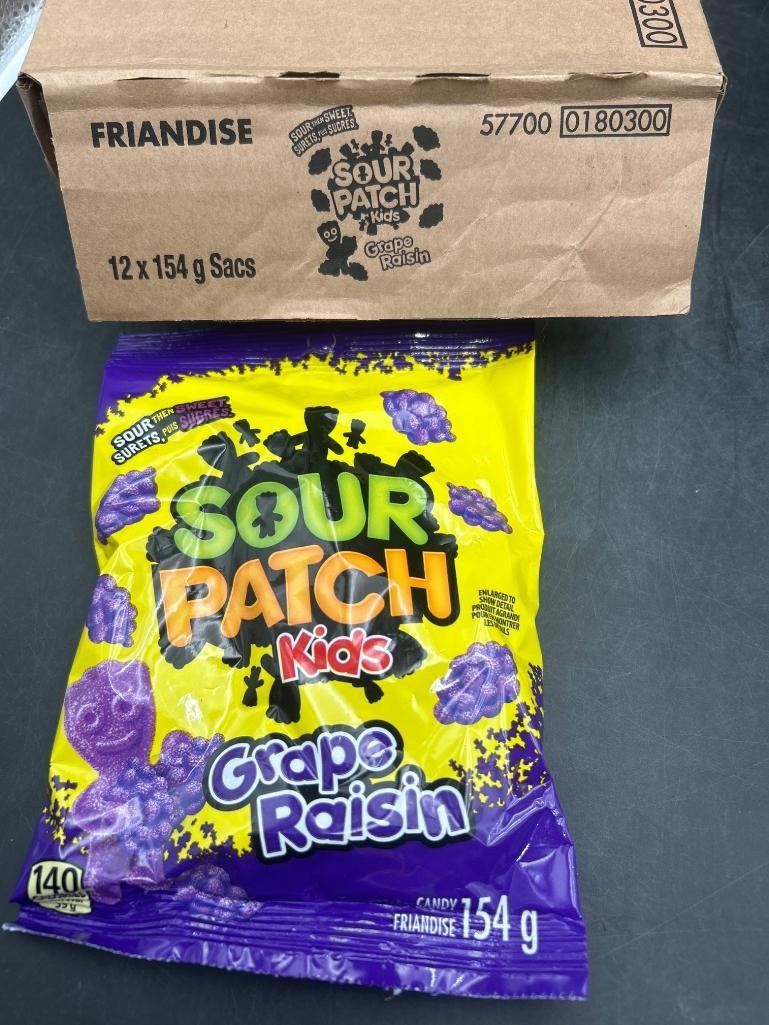 0300
FRIANDISE
SOUR THEN SWEET.
SURETS, PUIS SUCRÉS.
SOUR
PATCH
Kids
Grape
Raisin
57700 0180300
12 x 154 g Sacs
SOUR THEN SWEET.
SURETS, PUIS SUCRÉS.
SOUR
PATCH
Kids
ENLARGED TO
SHOW DETAIL
PRODUIT AGRANDI
POUR MONTRER
LES
Grape
Raisin
140
CANDY
FRIANDISE 154 g